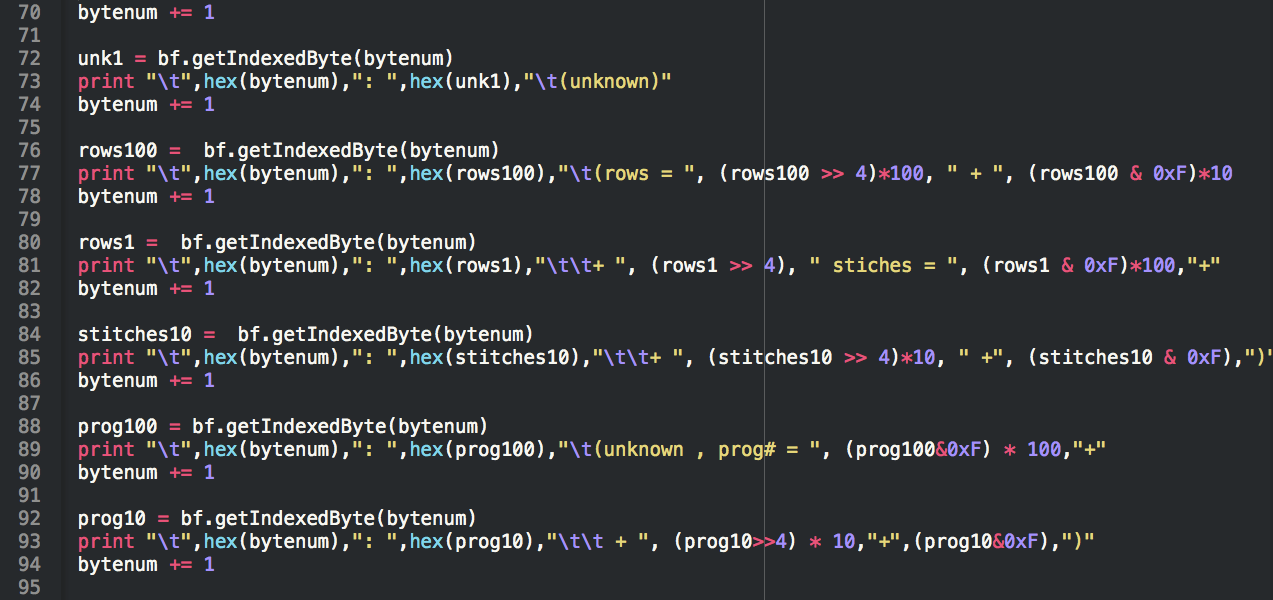 70 bytenum += 1
71
72 unk1 = bf.getIndexedByte(bytenum)
73 print "\t",hex(bytenum),": ",hex(unk1),"\t(unknown)"
74 bytenum += 1
75
76 rows100 =  bf.getIndexedByte(bytenum)
77 print "\t",hex(bytenum),": ",hex(rows100),"\t(rows = ", (rows100 >> 4)*100, " + ", (rows100 & 0xF)*10
78 bytenum += 1
79
80 rows1 =  bf.getIndexedByte(bytenum)
81 print "\t",hex(bytenum),": ",hex(rows1),"\t\t+ ", (rows1 >> 4), " stiches = ", (rows1 & 0xF)*100,"+"
82 bytenum += 1
83
84 stitches10 =  bf.getIndexedByte(bytenum)
85 print "\t",hex(bytenum),": ",hex(stitches10),"\t\t+ ", (stitches10 >> 4)*10, " +", (stitches10 & 0xF),")"
86 bytenum += 1
87
88 prog100 = bf.getIndexedByte(bytenum)
89 print "\t",hex(bytenum),": ",hex(prog100),"\t(unknown , prog# = ", (prog100&0xF) * 100,"+"
90 bytenum += 1
91
92 prog10 = bf.getIndexedByte(bytenum)
93 print "\t",hex(bytenum),": ",hex(prog10),"\t\t + ", (prog10>>4) * 10,"+",(prog10&0xF),")"
94 bytenum += 1
95